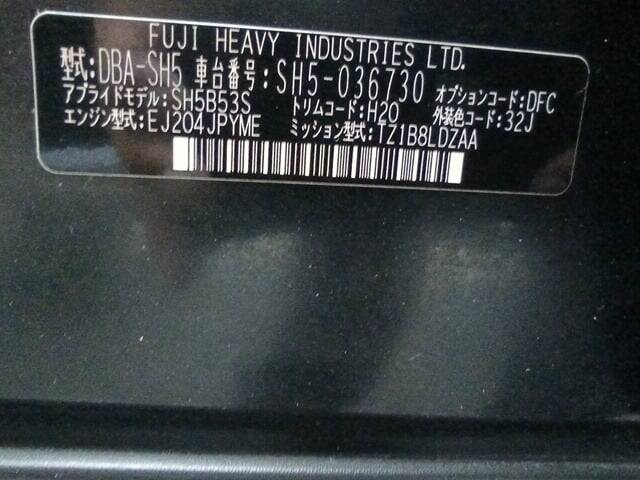 FUJI HEAVY INDUSTRIES LTD.
型式:DBA-SH5 車台番号:SH5-036730
アプライドモデル:SH5B53S トリムコード:H20 オプションコード:DFC
エンジン型式:EJ204JPYME ミッション型式:TZ1B8LDZAA 外装色コード:32J